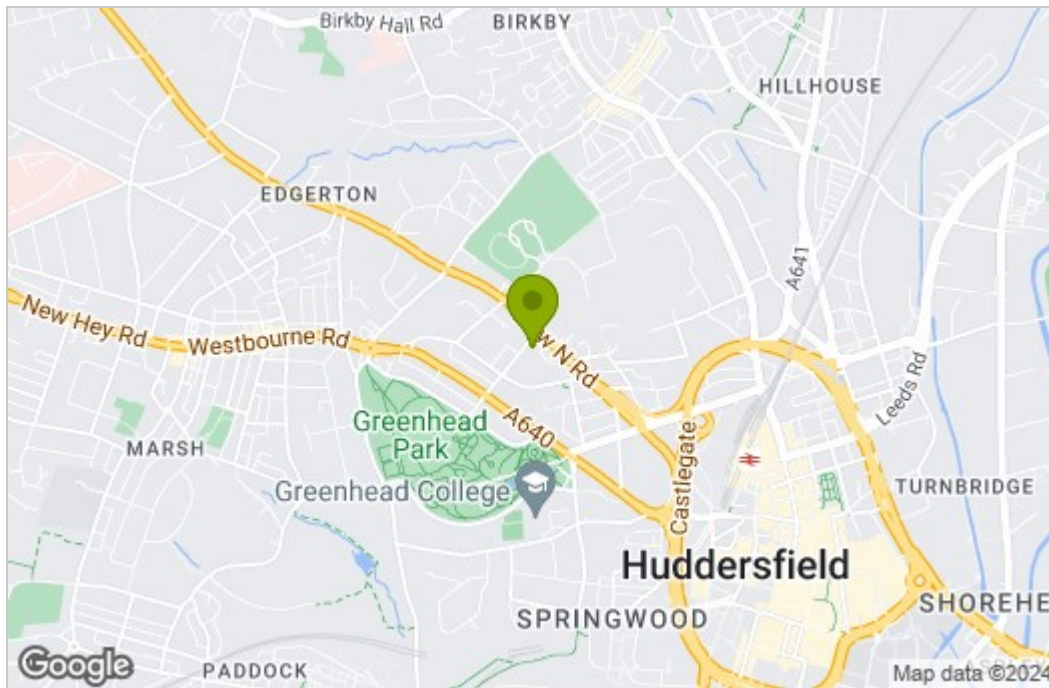 Birkby Hall Rd
BIRKBY
HILLHOUSE
EDGERTON
A641
New Hey Rd
Westbourne Rd
w N Rd
Leeds Rd
Greenhead
Park
A640
MARSH
Greenhead College
Castlegate
TURNBRIDGE
Huddersfield
SPRINGWOOD
SHOREHE
PADDOCK
Google
Map data ©2024